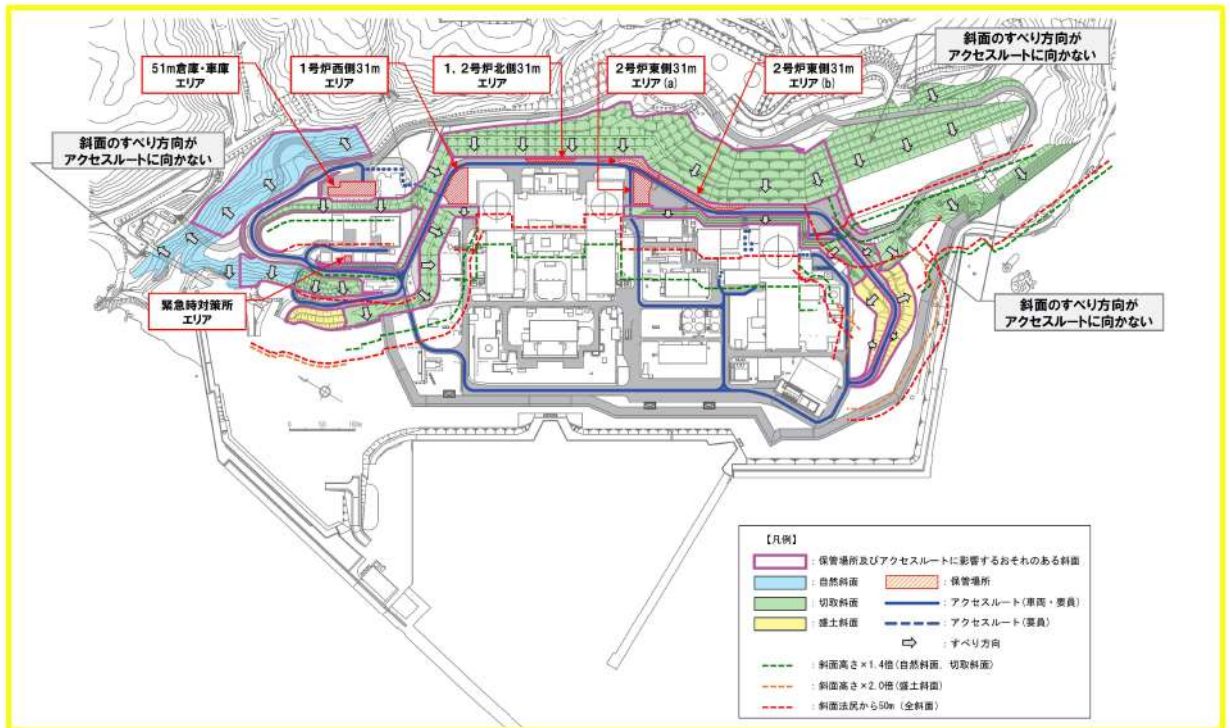 斜面のすべり方向が
アクセスルートに向かない
51m倉庫・車庫
エリア
1号炉西側31m
エリア
1, 2号炉北側31m
エリア
2号炉東側31m
エリア(a)
2号炉東側31m
エリア(b)
斜面のすべり方向が
アクセスルートに向かない
緊急時対策所
エリア
斜面のすべり方向が
アクセスルートに向かない
0 50 100m
【凡例】
：保管場所及びアクセスルートに影響するおそれのある斜面
：自然斜面
：保管場所
：切取斜面
：アクセスルート(車両・要員)
：盛土斜面
：アクセスルート(要員)
：すべり方向
：斜面高さ×1.4倍(自然斜面, 切取斜面)
：斜面高さ×2.0倍(盛土斜面)
：斜面法尻から50m (全斜面)